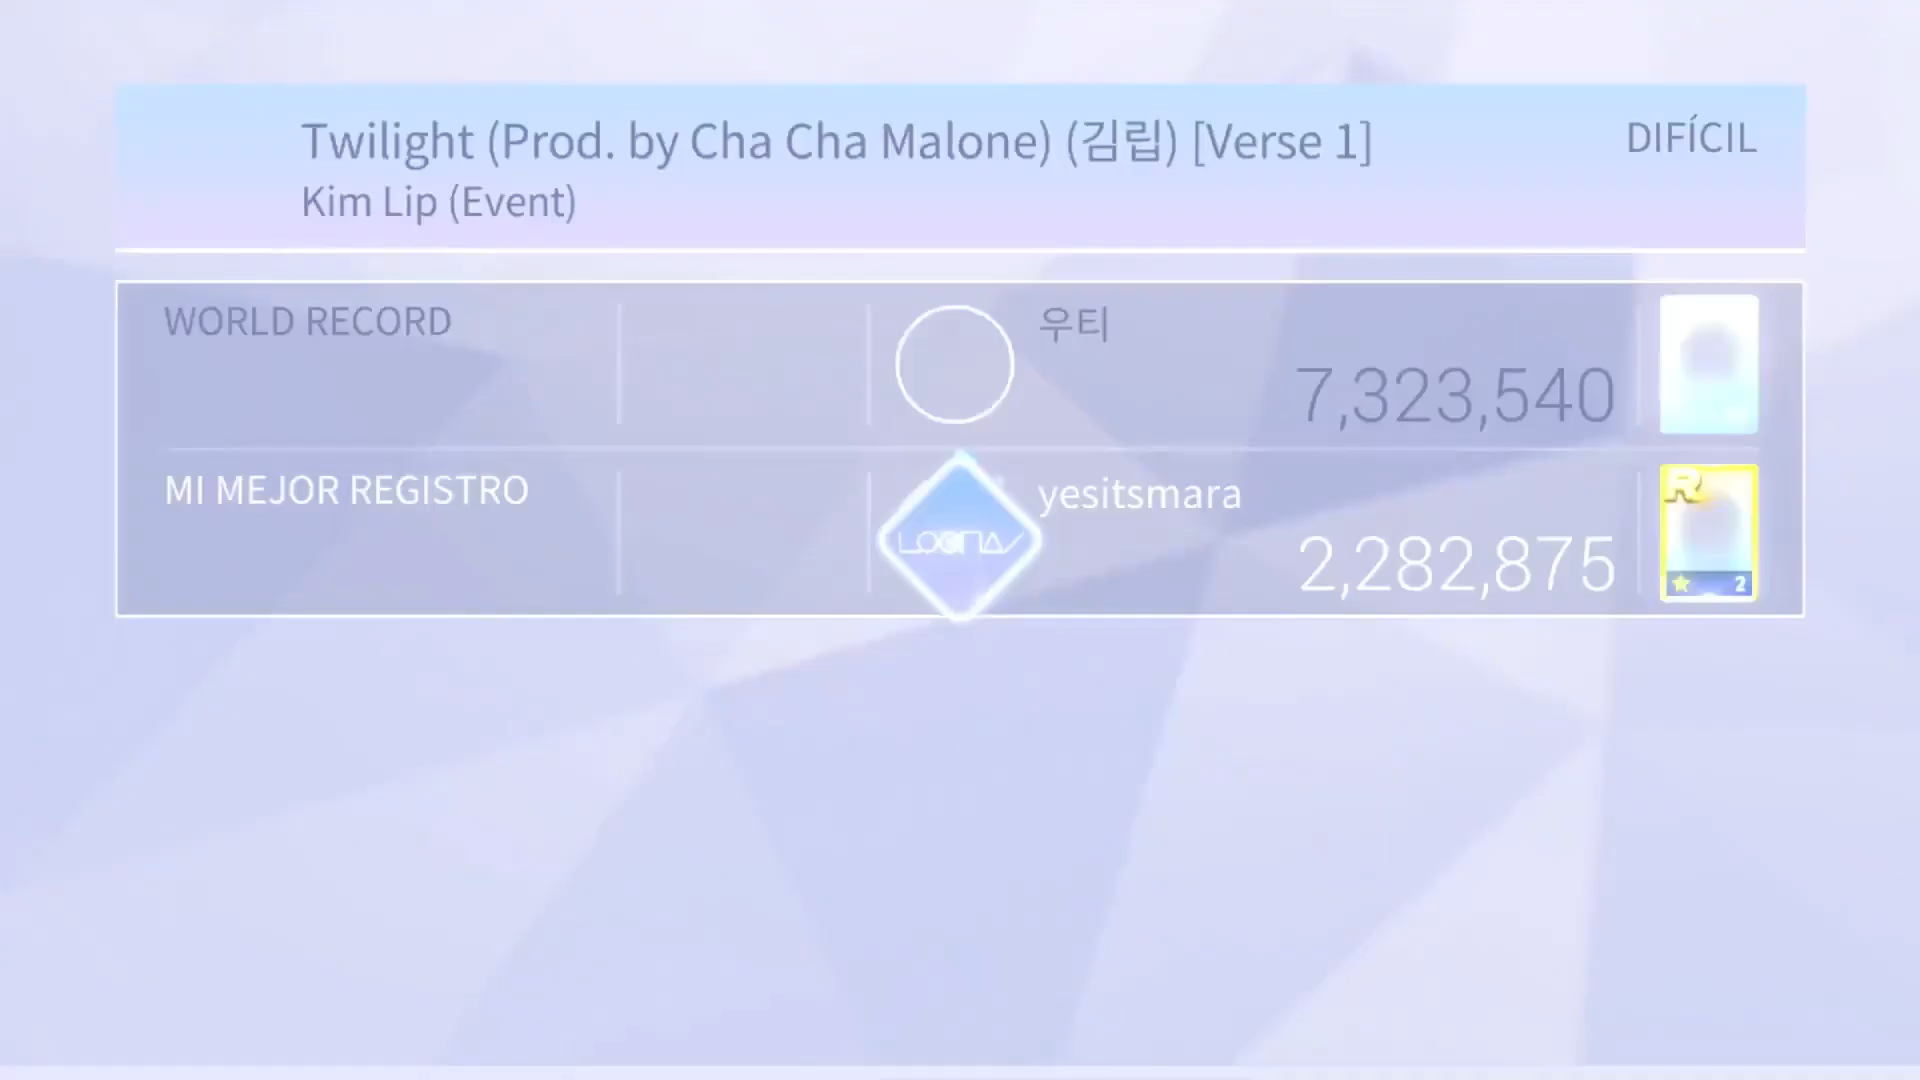 Twilight (Prod. by Cha Cha Malone) (김립) [Verse 1]
DIFÍCIL
Kim Lip (Event)
WORLD RECORD
우티
7,323,540
MI MEJOR REGISTRO
yesitsmara
LOOΠΔ
2,282,875
R
2